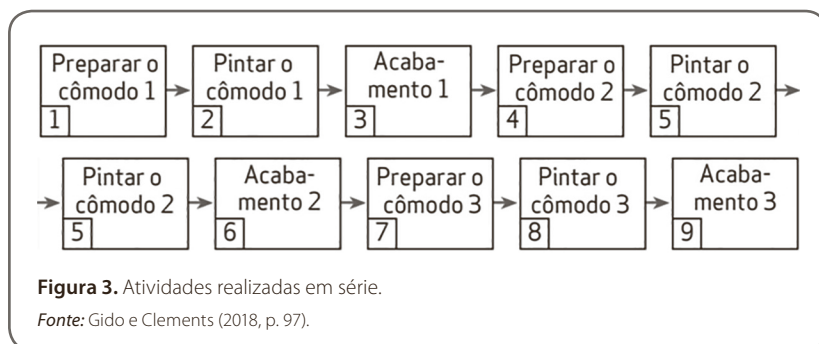 Preparar o
cômodo 1
1
Pintar o
cômodo 1
2
Acaba-
mento 1
3
Preparar o
cômodo 2
4
Pintar o
cômodo 2
5
Pintar o
cômodo 2
5
Acaba-
mento 2
6
Preparar o
cômodo 3
7
Pintar o
cômodo 3
8
Acaba-
mento 3
9
Figura 3. Atividades realizadas em série.
Fonte: Gido e Clements (2018, p. 97).